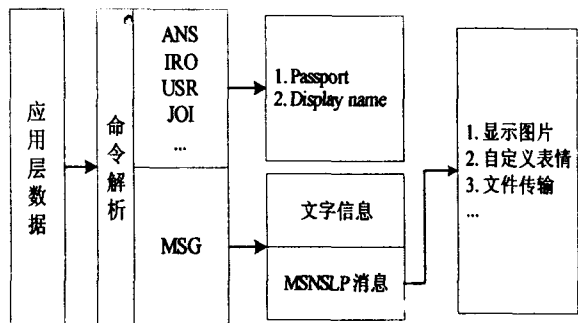 应用层数据
命令解析
ANS
IRO
USR
JOI
...
MSG
1. Passport
2. Display name
文字信息
MSNSLP 消息
1. 显示图片
2. 自定义表情
3. 文件传输
...